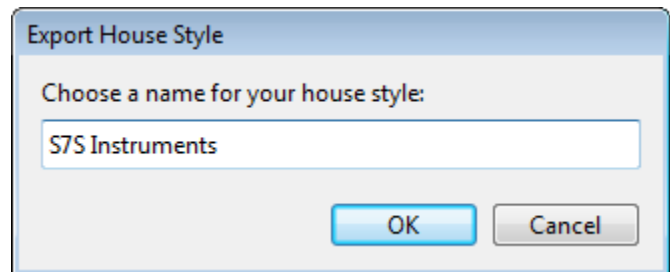 Export House Style
Choose a name for your house style:
S7S Instruments
OK
Cancel